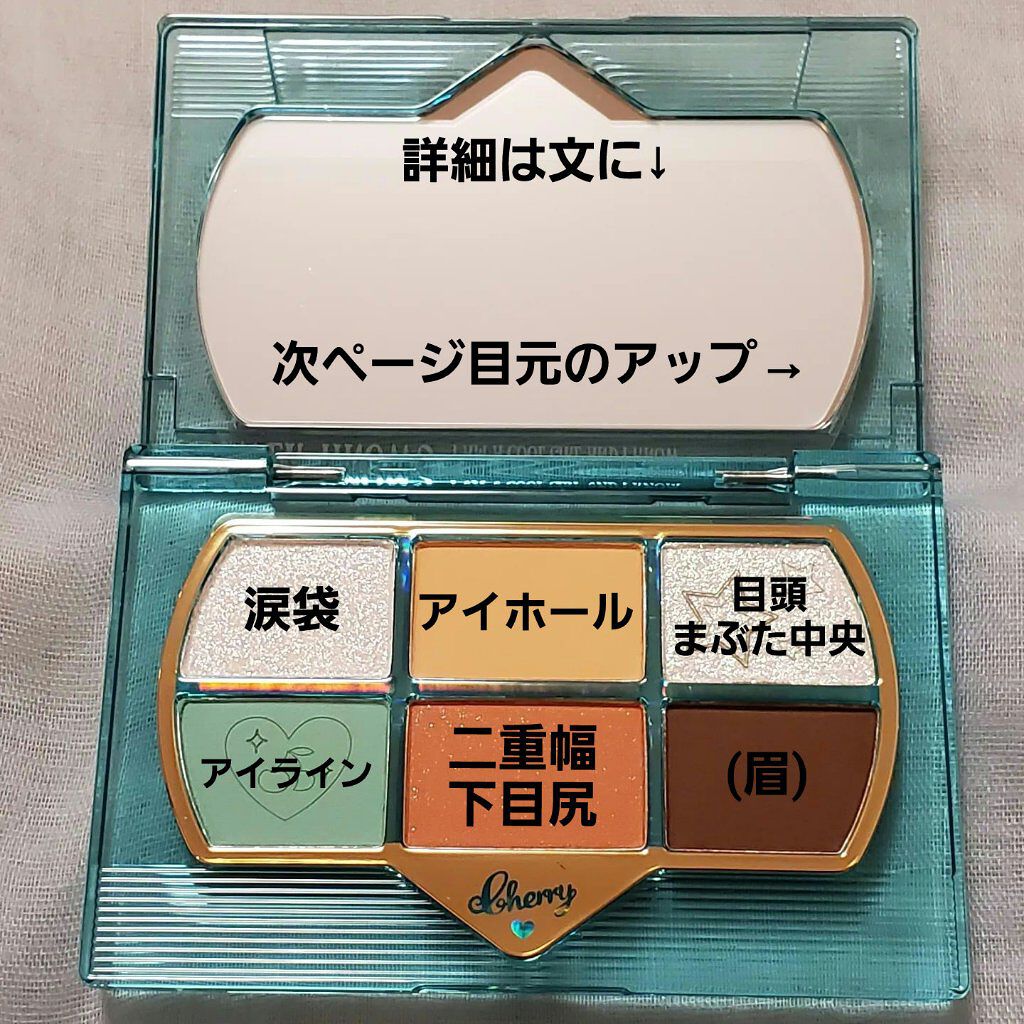 詳細は文に↓
次ページ目元のアップ→
涙袋
アイホール
目頭
まぶた中央
アイライン
二重幅
下目尻
(眉)
Cherry